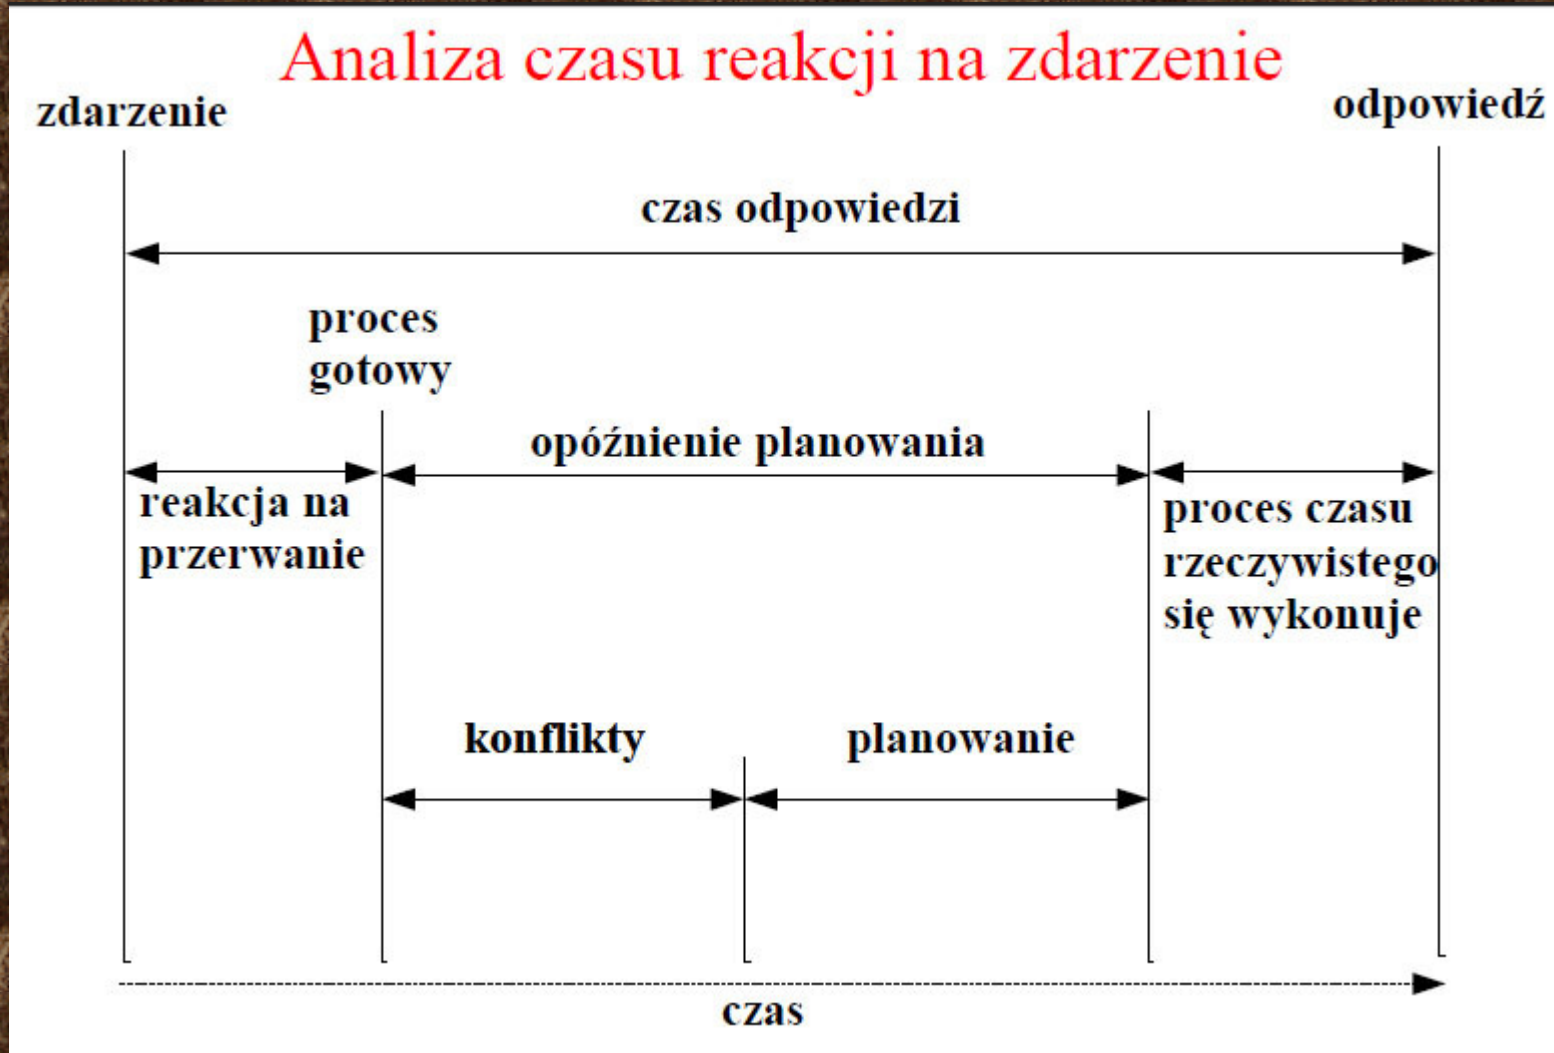 Analiza czasu reakcji na zdarzenie
zdarzenie
odpowiedź
czas odpowiedzi
proces
gotowy
opóźnienie planowania
reakcja na
przerwanie
proces czasu
rzeczywistego
się wykonuje
konflikty
planowanie
czas